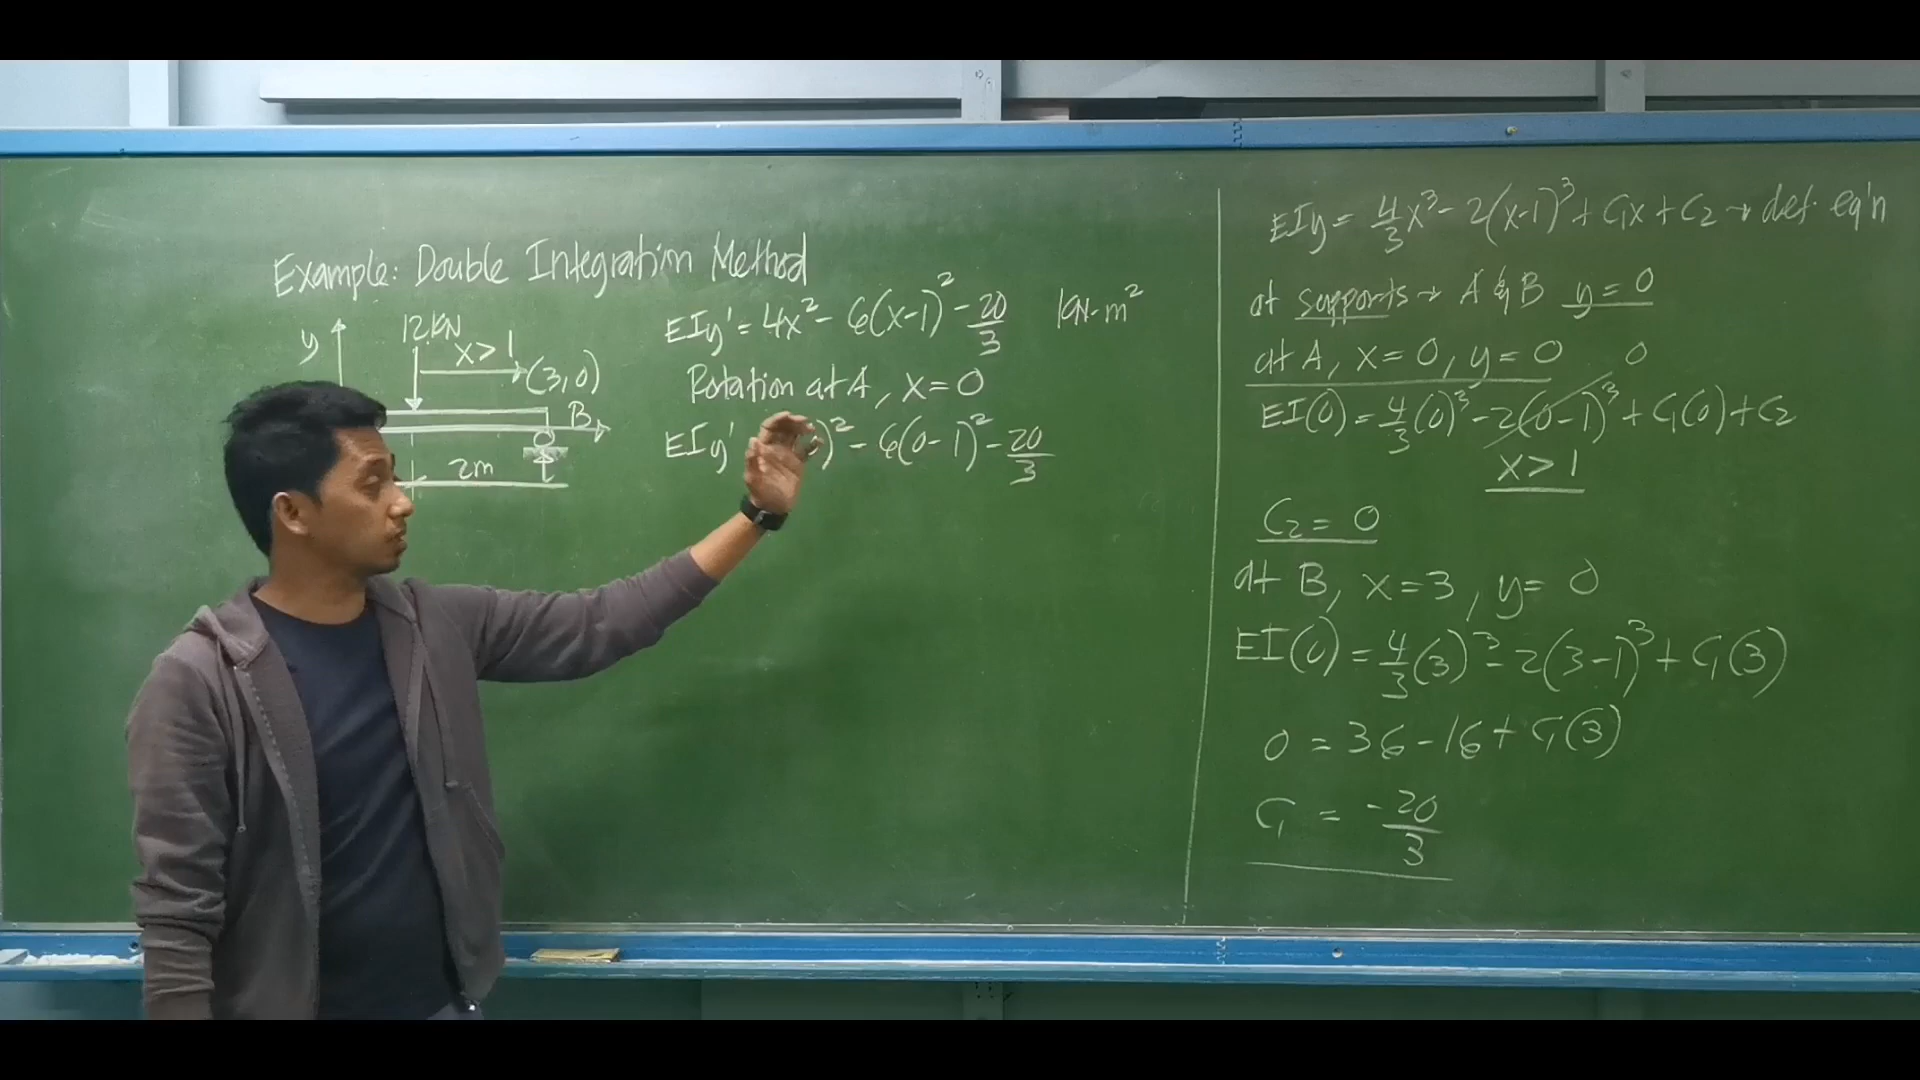 Example: Double Integration Method
y
12 kN
x > 1
(3,0)
B
2m
EIy' = 4x² - 6(x-1)² - 20/3 kN-m²
Rotation at A, x = 0
EIy' )² - 6(0-1)² - 20/3
EIy = 4/3 x³ - 2(x-1)³ + C₁x + C₂ → def. eq'n
at supports → A & B y = 0
at A, x = 0, y = 0 0
EI(0) = 4/3 (0)³ - 2(0-1)³ + C₁(0) + C₂
x > 1
C₂ = 0
at B, x = 3, y = 0
EI(0) = 4/3 (3)³ - 2(3-1)³ + C₁(3)
0 = 36 - 16 + C₁(3)
C₁ = -20/3